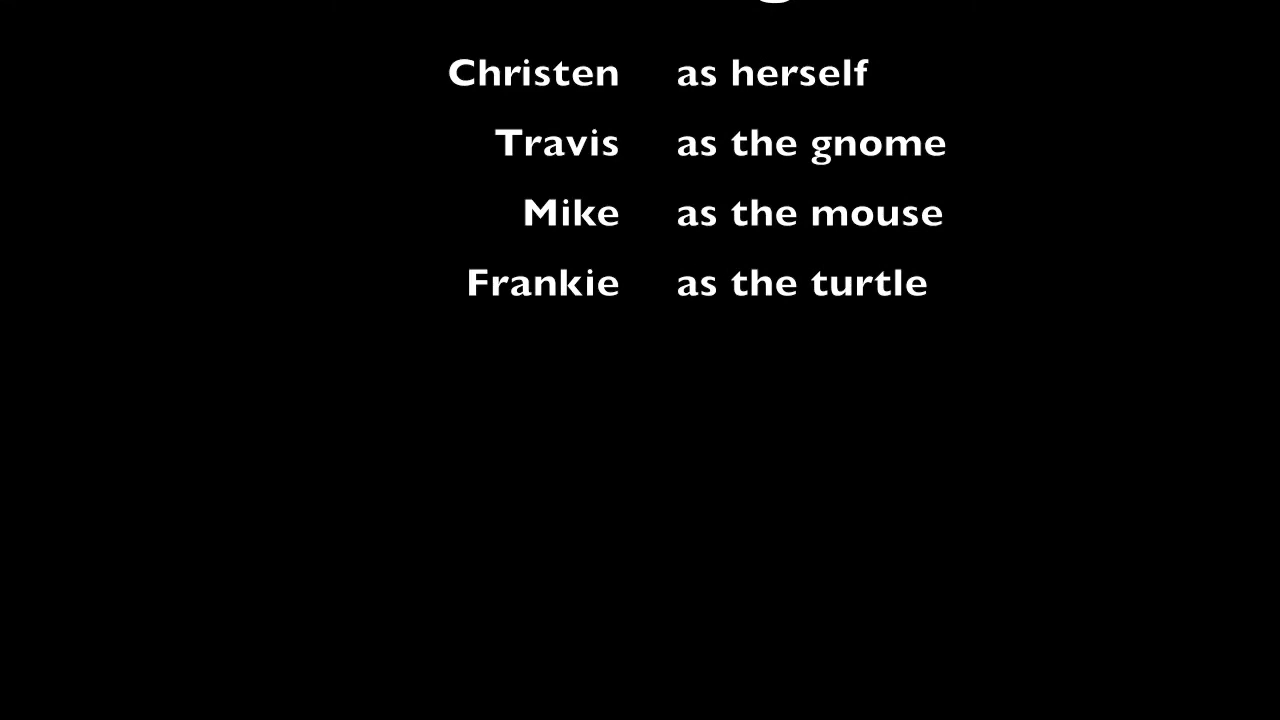 Christen as herself
Travis as the gnome
Mike as the mouse
Frankie as the turtle